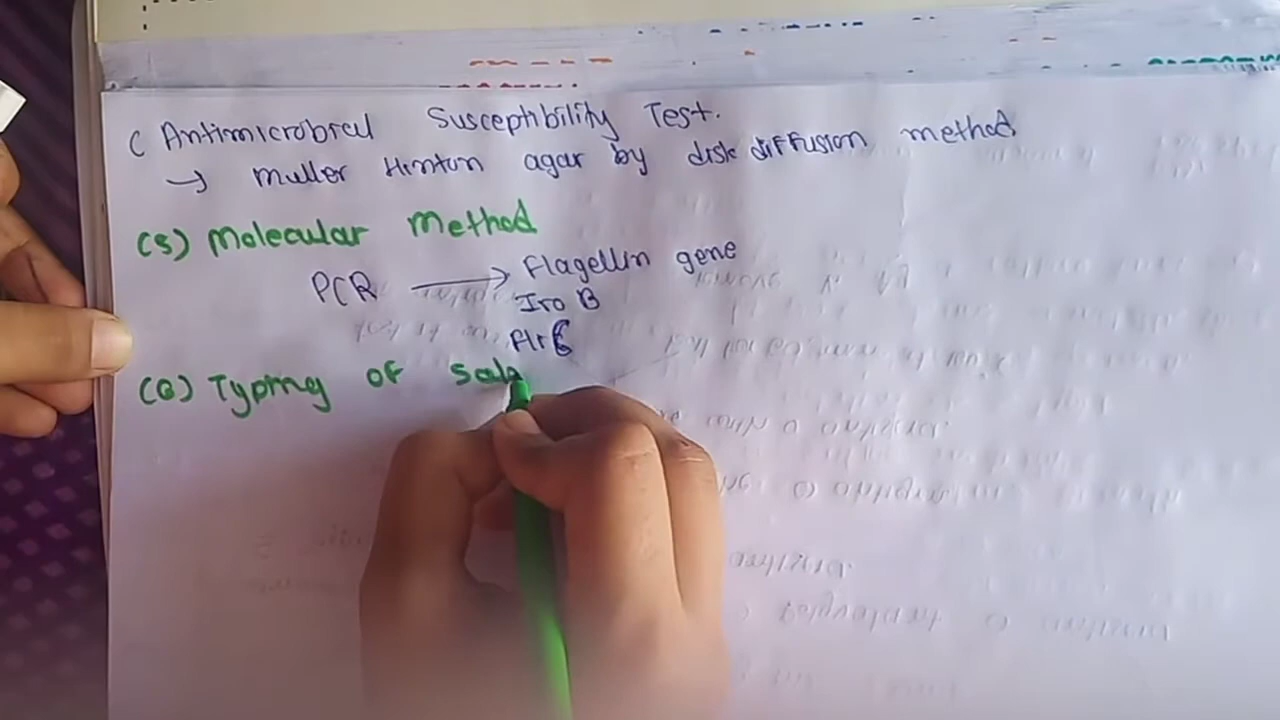 C Antimicrobial Susceptibility Test.
→ muller Hinton agar by disk diffusion method
(5) Molecular Method
PCR → Flagellin gene
Iro B
(6) Typing of Salm